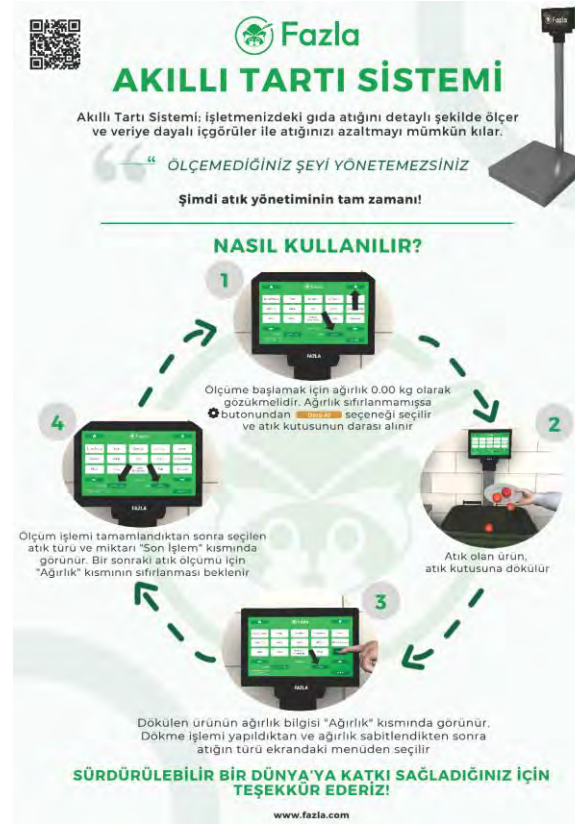 Fazla
AKILLI TARTI SİSTEMİ
Akıllı Tartı Sistemi; işletmenizdeki gıda atığını detaylı şekilde ölçer
ve veriye dayalı içgörüler ile atığınızı azaltmayı mümkün kılar.
“ ÖLÇEMEDİĞİNİZ ŞEYİ YÖNETEMEZSİNİZ
Şimdi atık yönetiminin tam zamanı!
NASIL KULLANILIR?
1
Fazla
FAZLA
Ölçüme başlamak için ağırlık 0.00 kg olarak
gözükmelidir. Ağırlık sıfırlanmamışsa
butonundan Dara Al seçeneği seçilir
ve atık kutusunun darası alınır
2
Atık olan ürün,
atık kutusuna dökülür
3
Fazla
FAZLA
Dökülen ürünün ağırlık bilgisi "Ağırlık" kısmında görünür.
Dökme işlemi yapıldıktan ve ağırlık sabitlendikten sonra
atığın türü ekrandaki menüden seçilir
4
Fazla
FAZLA
Ölçüm işlemi tamamlandıktan sonra seçilen
atık türü ve miktarı "Son İşlem" kısmında
görünür. Bir sonraki atık ölçümü için
"Ağırlık" kısmının sıfırlanması beklenir
SÜRDÜRÜLEBİLİR BİR DÜNYA'YA KATKI SAĞLADIĞINIZ İÇİN
TEŞEKKÜR EDERİZ!
www.fazla.com